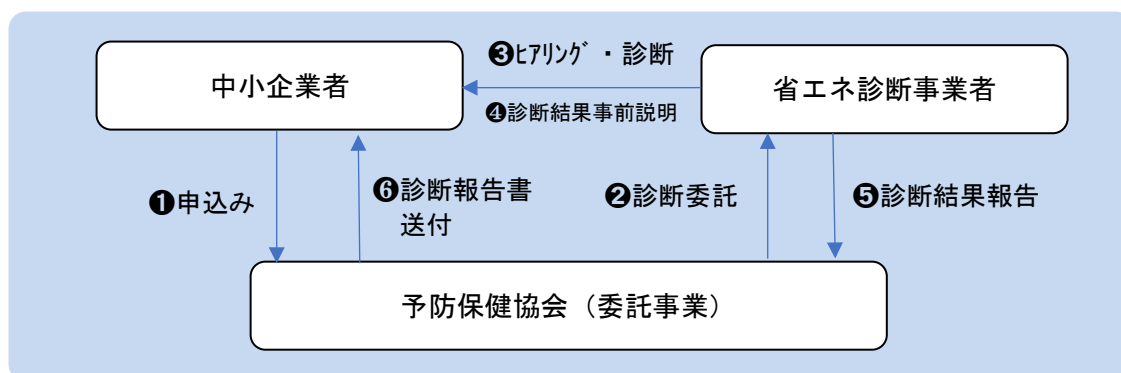 中小企業者
❸ﾋｱﾘﾝｸﾞ・診断
❹診断結果事前説明
省エネ診断事業者
❶申込み
❻診断報告書
送付
❷診断委託
❺診断結果報告
予防保健協会（委託事業）